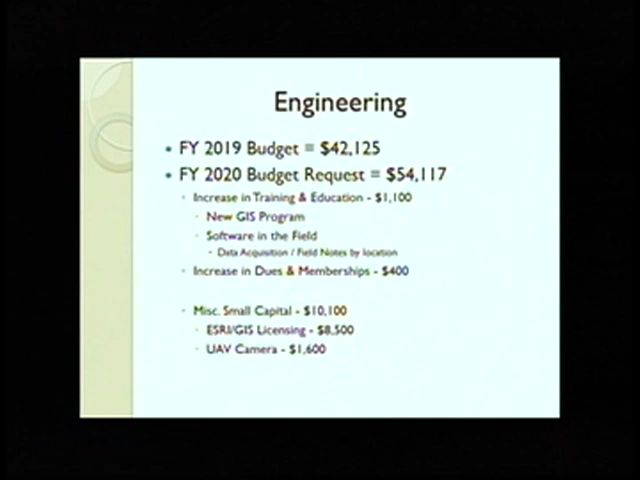 Engineering
• FY 2019 Budget = $42,125
• FY 2020 Budget Request = $54,117
◦ Increase in Training & Education - $1,100
◦ New GIS Program
◦ Software in the Field
• Data Acquisition / Field Notes by location
◦ Increase in Dues & Memberships - $400
◦ Misc. Small Capital - $10,100
◦ ESRI/GIS Licensing - $8,500
◦ UAV Camera - $1,600